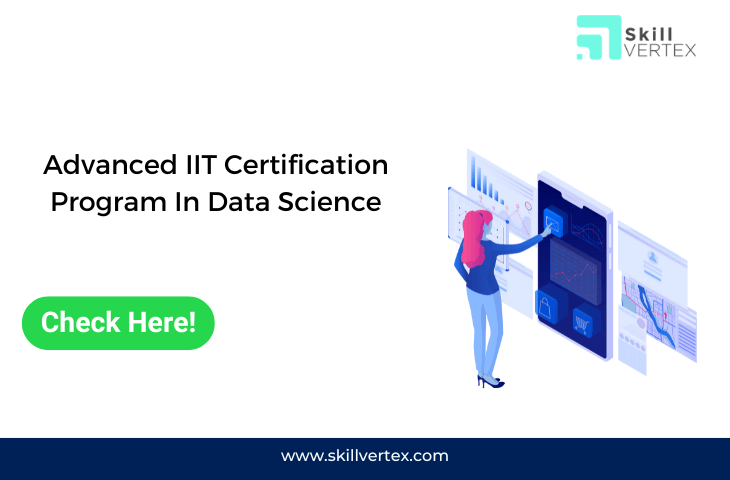 Skill
VERTEX
Advanced IIT Certification
Program In Data Science
Check Here!
www.skillvertex.com